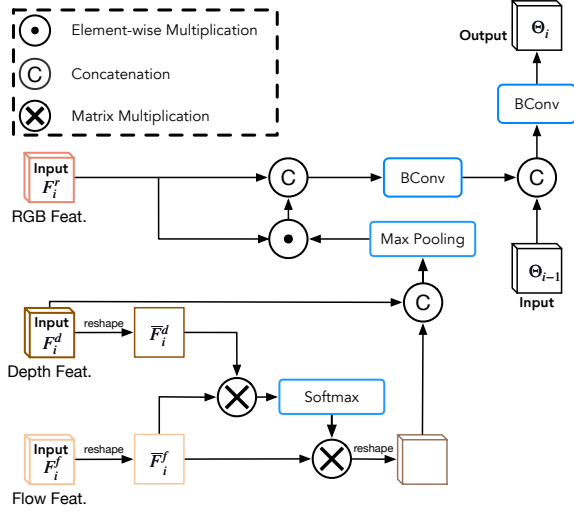 Element-wise Multiplication
C Concatenation
Matrix Multiplication
Output Θᵢ
BConv
Input
Fᵢʳ
RGB Feat.
C
BConv
C
Max Pooling
Θᵢ₋₁
Input
C
Input
Fᵢᵈ
reshape
F̅ᵢᵈ
Depth Feat.
Softmax
Input
Fᵢᶠ
reshape
F̅ᵢᶠ
reshape
Flow Feat.